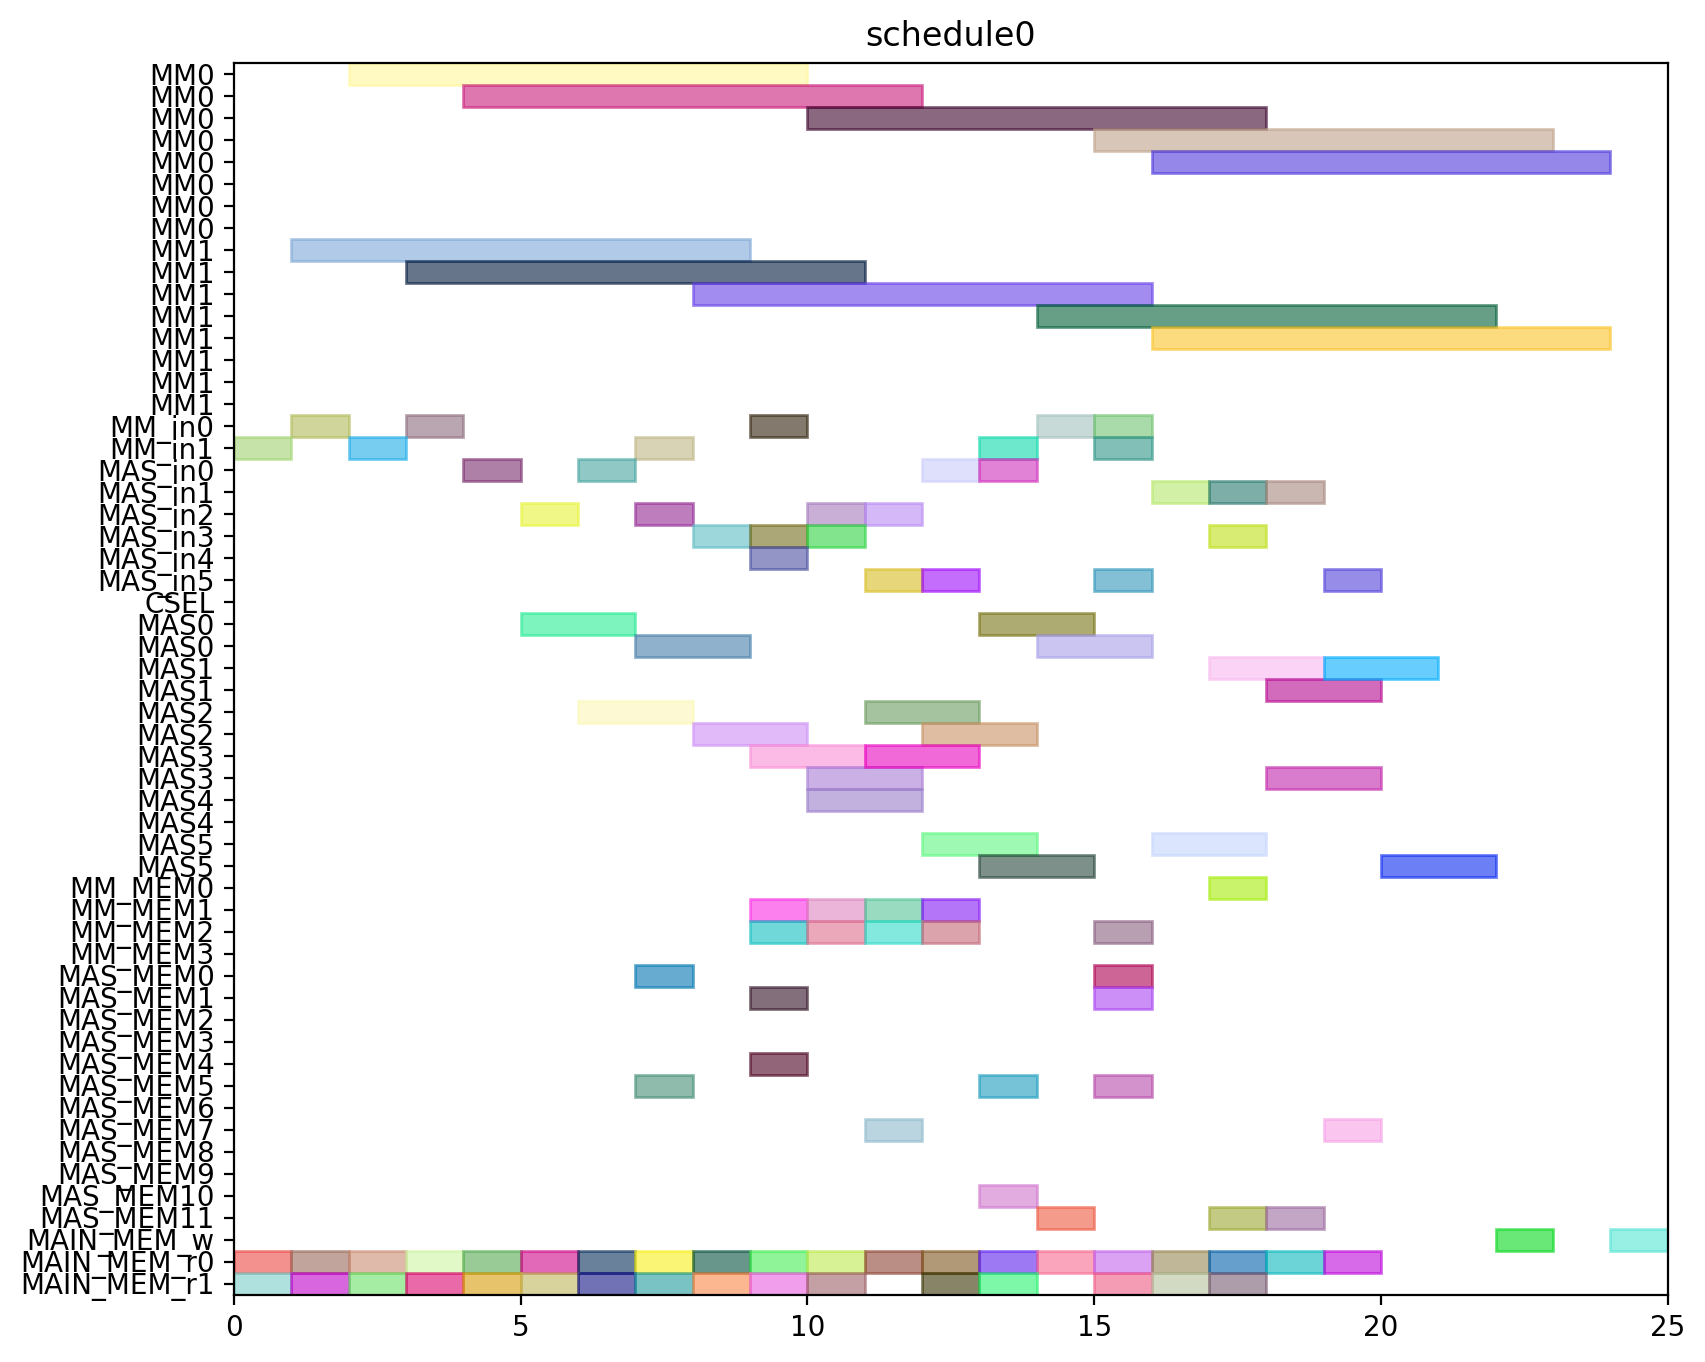 schedule0
MM0
MM0
MM0
MM0
MM0
MM0
MM0
MM0
MM1
MM1
MM1
MM1
MM1
MM1
MM1
MM1
MM_in0
MM_in1
MAS_in0
MAS_in1
MAS_in2
MAS_in3
MAS_in4
MAS_in5
CSEL
MAS0
MAS0
MAS1
MAS1
MAS2
MAS2
MAS3
MAS3
MAS4
MAS4
MAS5
MAS5
MM_MEM0
MM_MEM1
MM_MEM2
MM_MEM3
MAS_MEM0
MAS_MEM1
MAS_MEM2
MAS_MEM3
MAS_MEM4
MAS_MEM5
MAS_MEM6
MAS_MEM7
MAS_MEM8
MAS_MEM9
MAS_MEM10
MAS_MEM11
MAIN_MEM_w
MAIN_MEM_r0
MAIN_MEM_r1
0 5 10 15 20 25